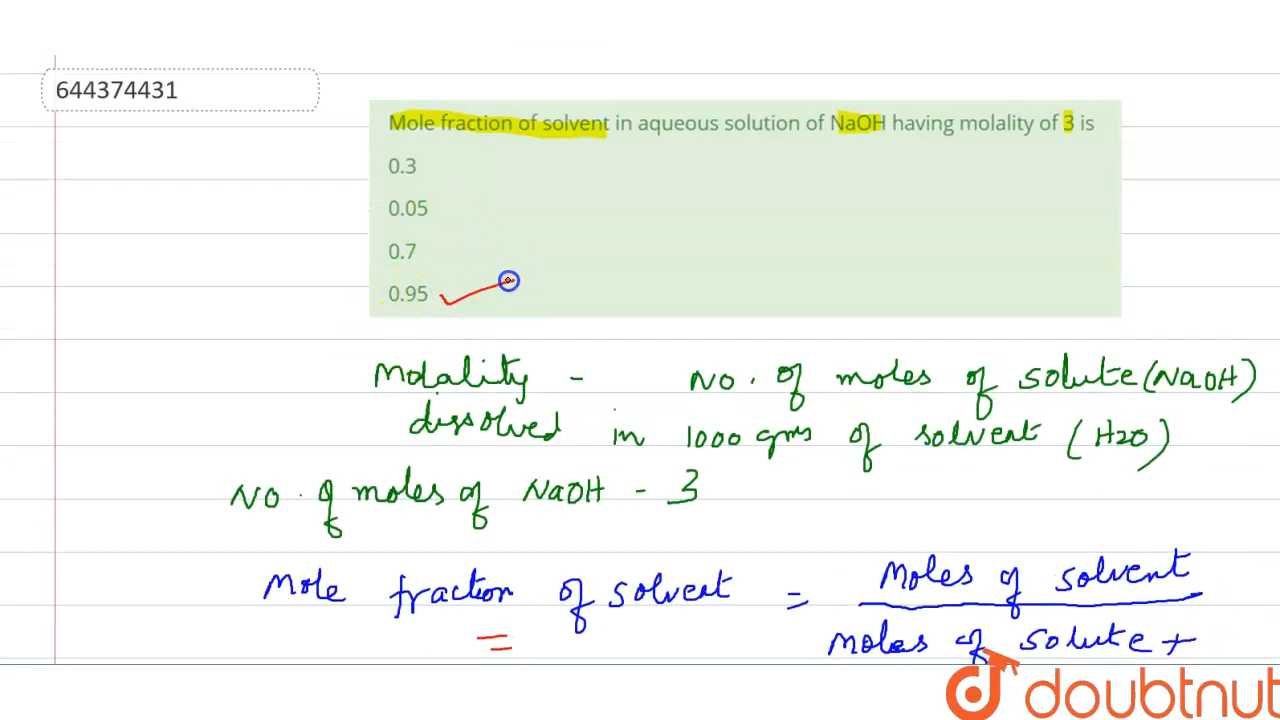 644374431
Mole fraction of solvent in aqueous solution of NaOH having molality of 3 is
0.3
0.05
0.7
0.95
Molality - No. of moles of solute (NaOH)
dissolved in 1000 gms of solvent (H2O)
No. of moles of NaOH - 3
Mole fraction of solvent = Moles of solvent
= moles of solute +
doubtnut